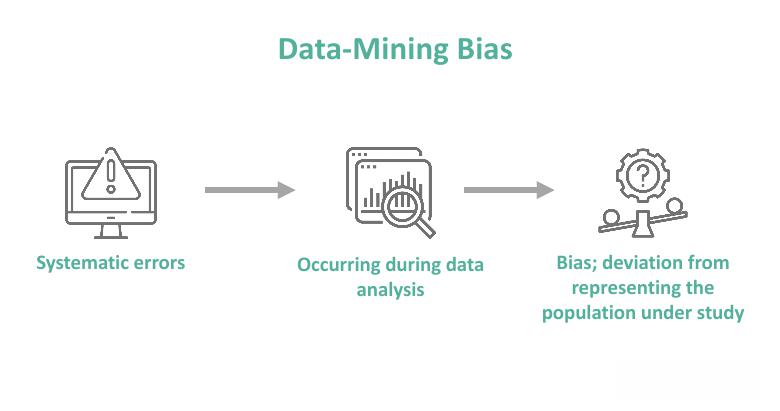 Data-Mining Bias
Systematic errors
Occurring during data
analysis
Bias; deviation from
representing the
population under study